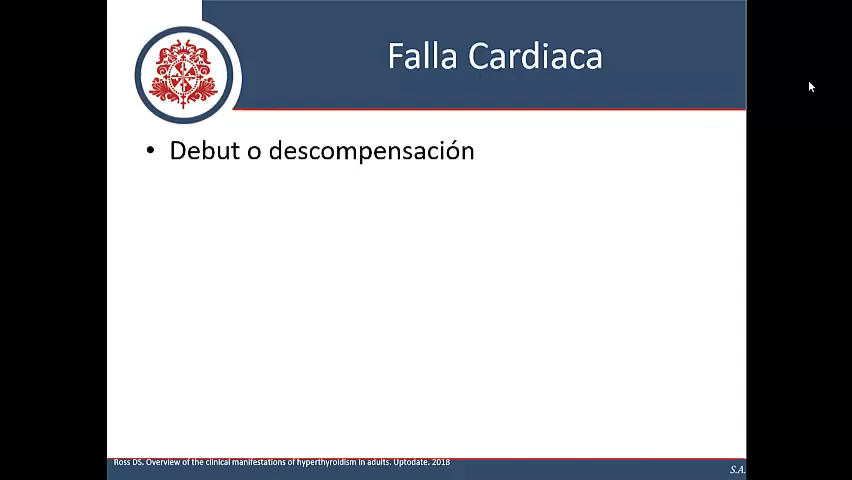 Falla Cardiaca
• Debut o descompensación
Ross DS. Overview of the clinical manifestations of hyperthyroidism in adults. Uptodate. 2018
S.A.